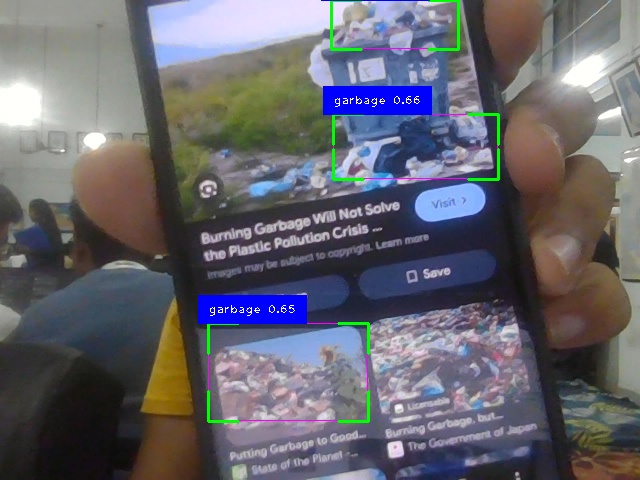 garbage 0.66
Burning Garbage Will Not Solve
the Plastic Pollution Crisis ...
Visit >
Images may be subject to copyright. Learn more
Save
garbage 0.65
Licensable
Putting Garbage to Good...
State of the Planet -...
Burning Garbage, but...
The Government of Japan